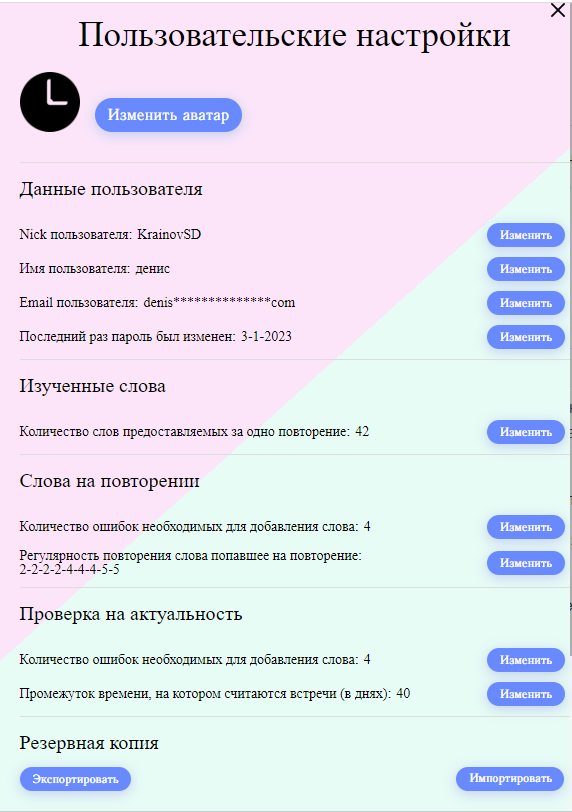 Пользовательские настройки
Изменить аватар
Данные пользователя
Nick пользователя: KrainovSD Изменить
Имя пользователя: денис Изменить
Email пользователя: denis**************com Изменить
Последний раз пароль был изменен: 3-1-2023 Изменить
Изученные слова
Количество слов предоставляемых за одно повторение: 42 Изменить
Слова на повторении
Количество ошибок необходимых для добавления слова: 4 Изменить
Регулярность повторения слова попавшее на повторение:
2-2-2-2-4-4-4-5-5 Изменить
Проверка на актуальность
Количество ошибок необходимых для добавления слова: 4 Изменить
Промежуток времени, на котором считаются встречи (в днях): 40 Изменить
Резервная копия
Экспортировать Импортировать